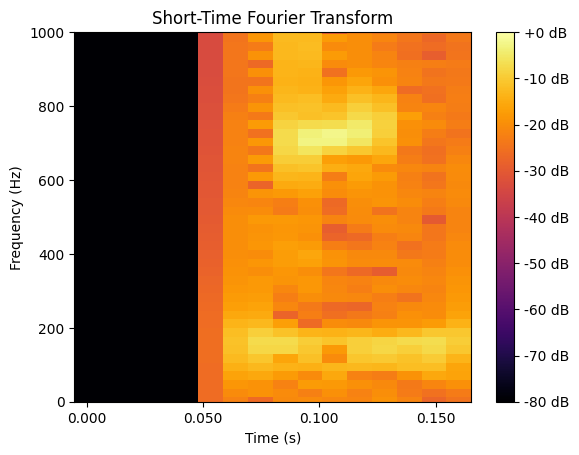 Short-Time Fourier Transform
Frequency (Hz)
1000
800
600
400
200
0
0.000
0.050
0.100
0.150
Time (s)
+0 dB
-10 dB
-20 dB
-30 dB
-40 dB
-50 dB
-60 dB
-70 dB
-80 dB